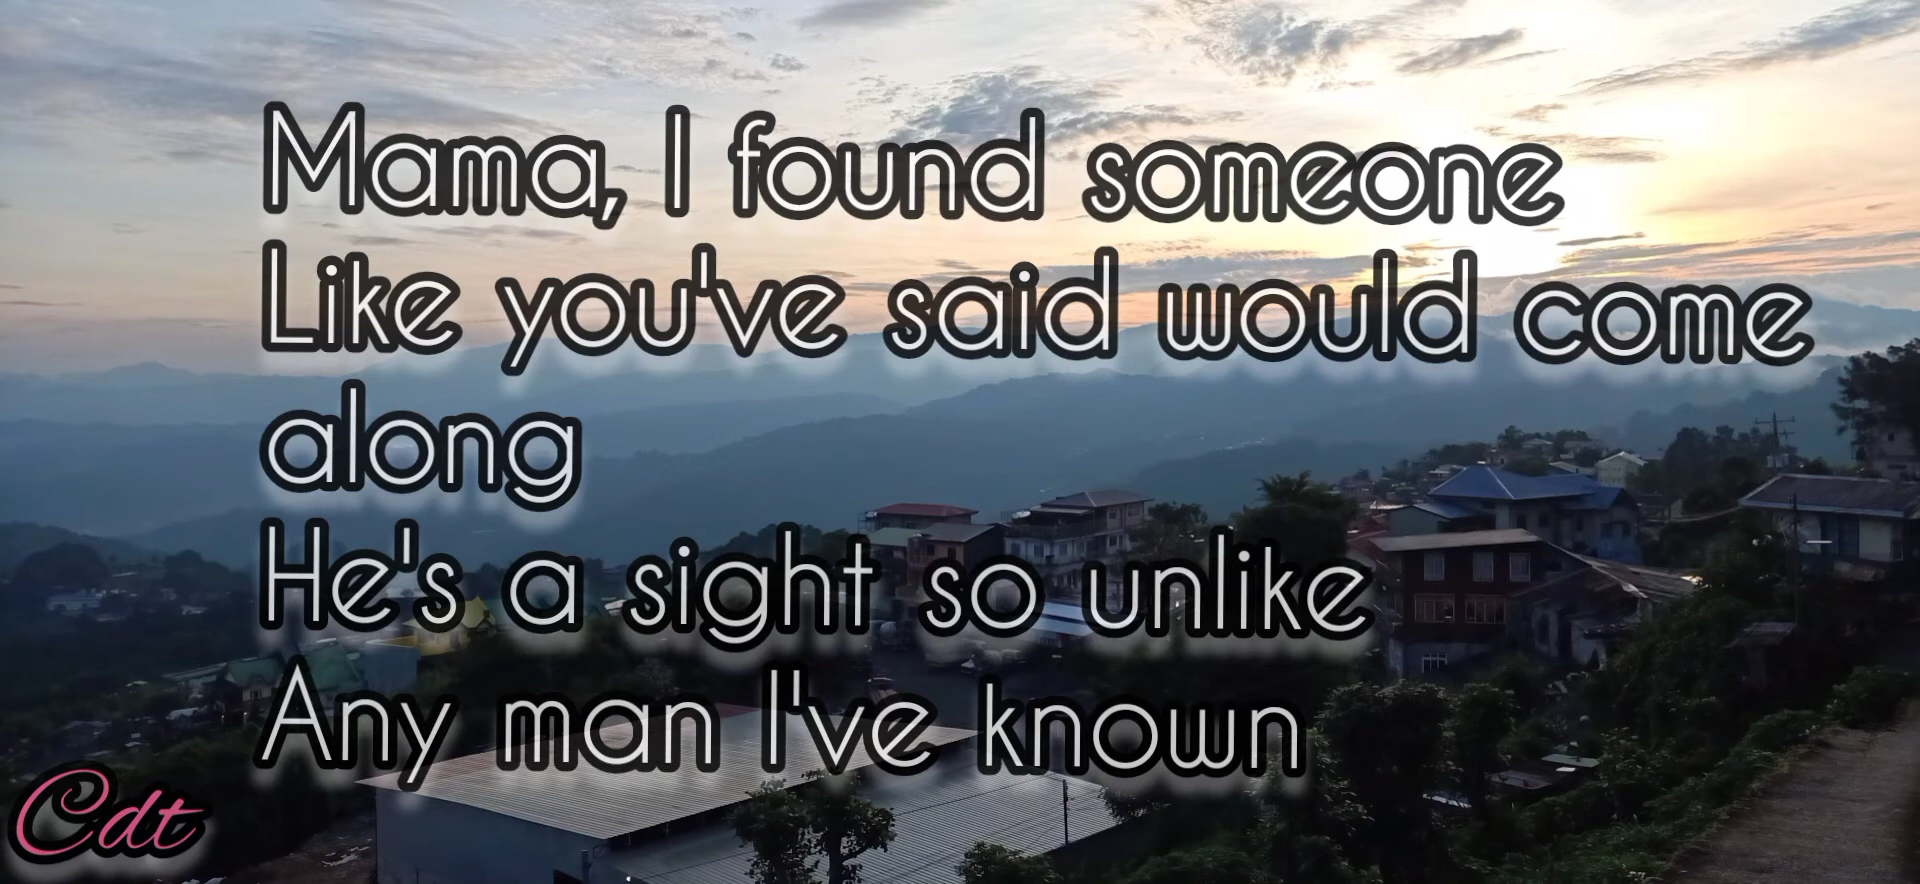 Mama, I found someone
Like you've said would come
along
He's a sight so unlike
Any man I've known
Cdt